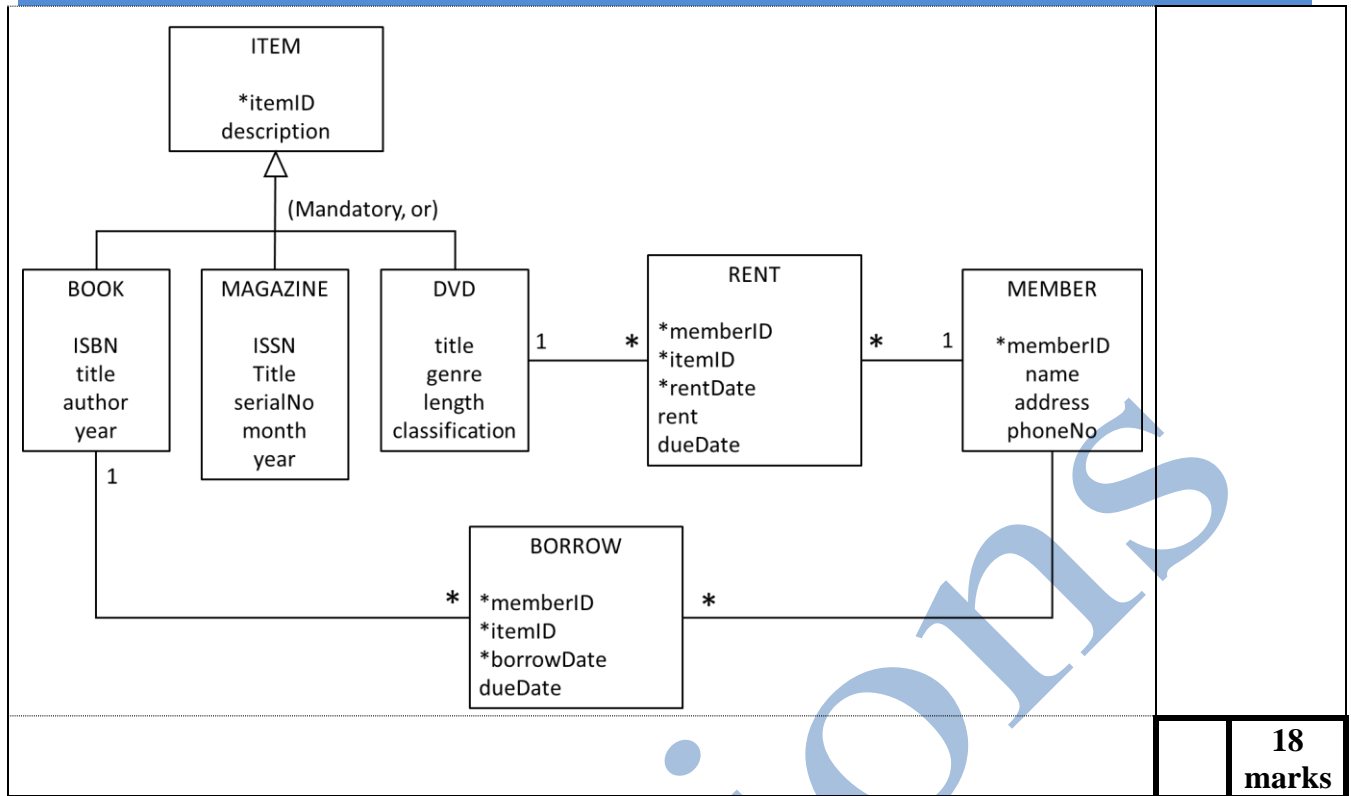 ITEM
*itemID
description
(Mandatory, or)
BOOK
ISBN
title
author
year
MAGAZINE
ISSN
Title
serialNo
month
year
DVD
title
genre
length
classification
1
*
RENT
*memberID
*itemID
*rentDate
rent
dueDate
*
1
MEMBER
*memberID
name
address
phoneNo
1
*
BORROW
*memberID
*itemID
*borrowDate
dueDate
*
18
marks
ions